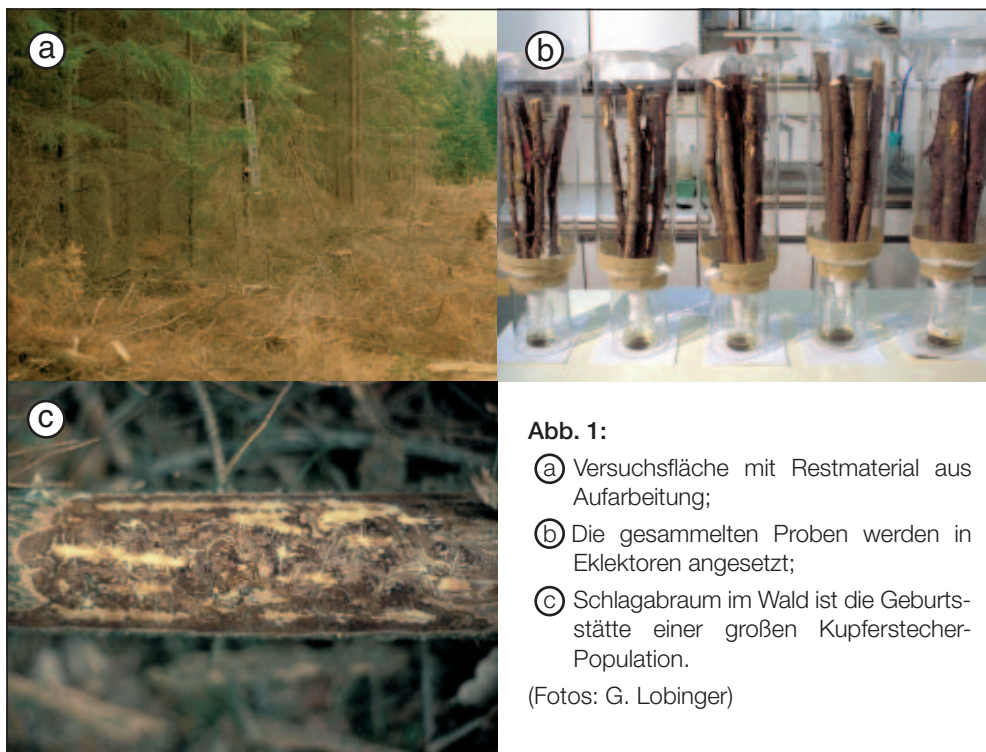 a
b
c
Abb. 1:
a Versuchsfläche mit Restmaterial aus
Aufarbeitung;
b Die gesammelten Proben werden in
Eklektoren angesetzt;
c Schlagabraum im Wald ist die Geburts-
stätte einer großen Kupferstecher-
Population.
(Fotos: G. Lobinger)